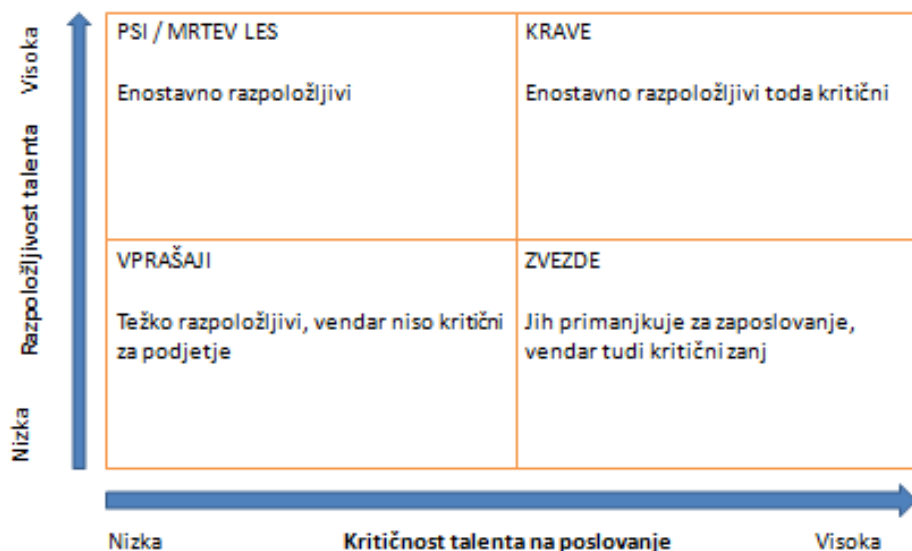 Visoka
Razpoložljivost talenta
Nizka
PSI / MRTEV LES
Enostavno razpoložljivi
KRAVE
Enostavno razpoložljivi toda kritični
VPRAŠAJI
Težko razpoložljivi, vendar niso kritični
za podjetje
ZVEZDE
Jih primanjkuje za zaposlovanje,
vendar tudi kritični zanj
Nizka
Kritičnost talenta na poslovanje
Visoka